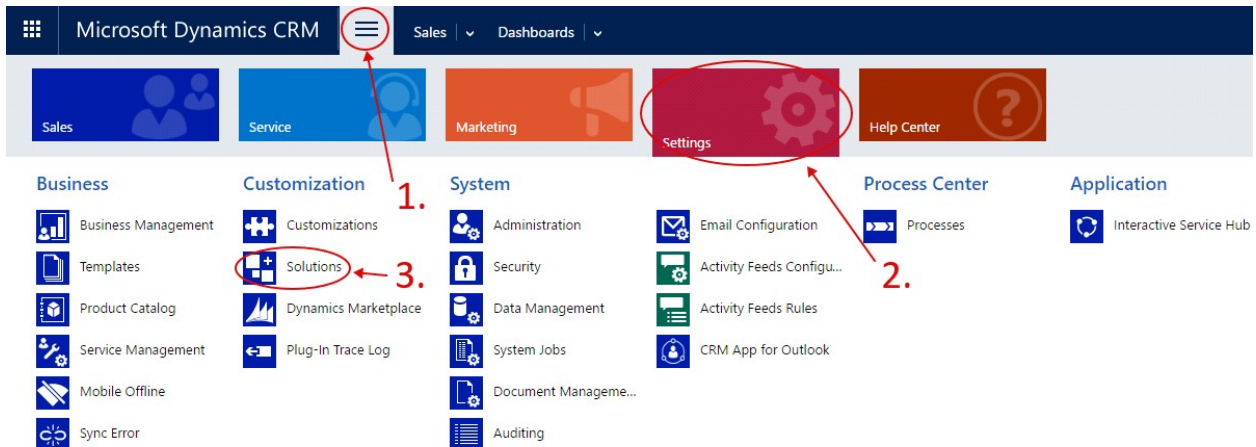 Microsoft Dynamics CRM
Sales
Dashboards
Sales
Service
Marketing
Settings
Help Center
?
1.
2.
3.
Business
Business Management
Templates
Product Catalog
Service Management
Mobile Offline
Sync Error
Customization
Customizations
Solutions
Dynamics Marketplace
Plug-In Trace Log
System
Administration
Security
Data Management
System Jobs
Document Manageme...
Auditing
Email Configuration
Activity Feeds Configu...
Activity Feeds Rules
CRM App for Outlook
Process Center
Processes
Application
Interactive Service Hub